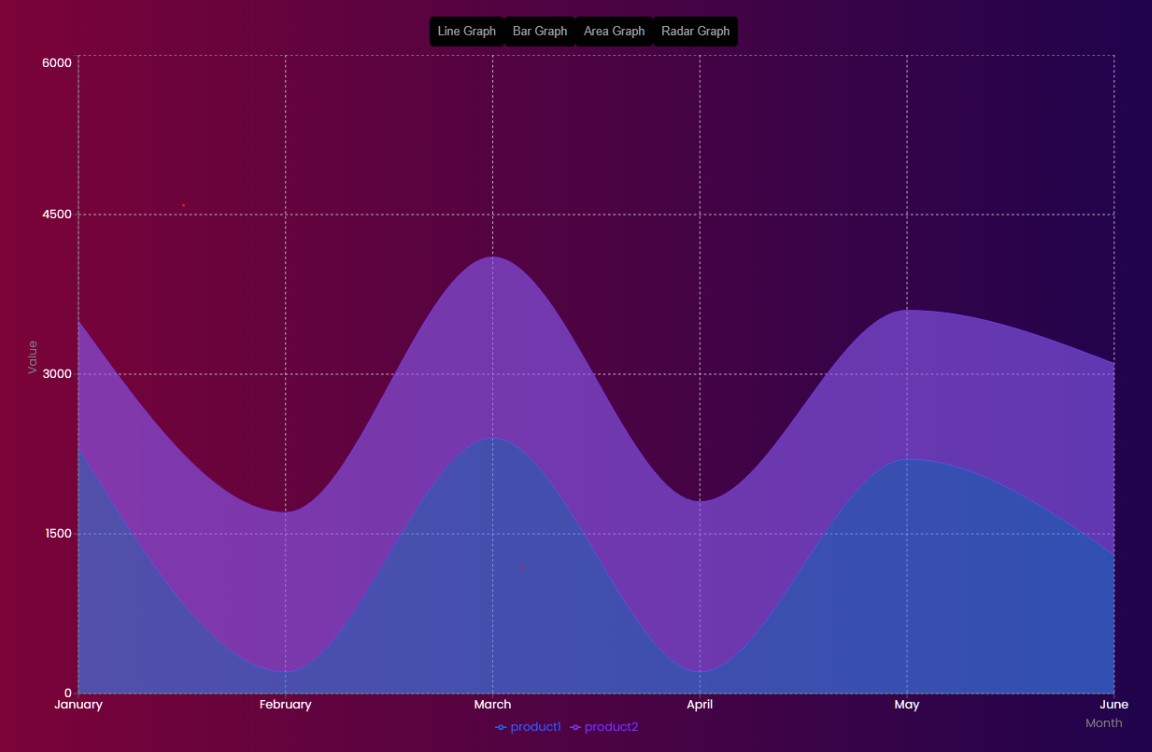 Line Graph Bar Graph Area Graph Radar Graph
6000
4500
Value
3000
1500
0
January February March April May June
Month
product1 product2